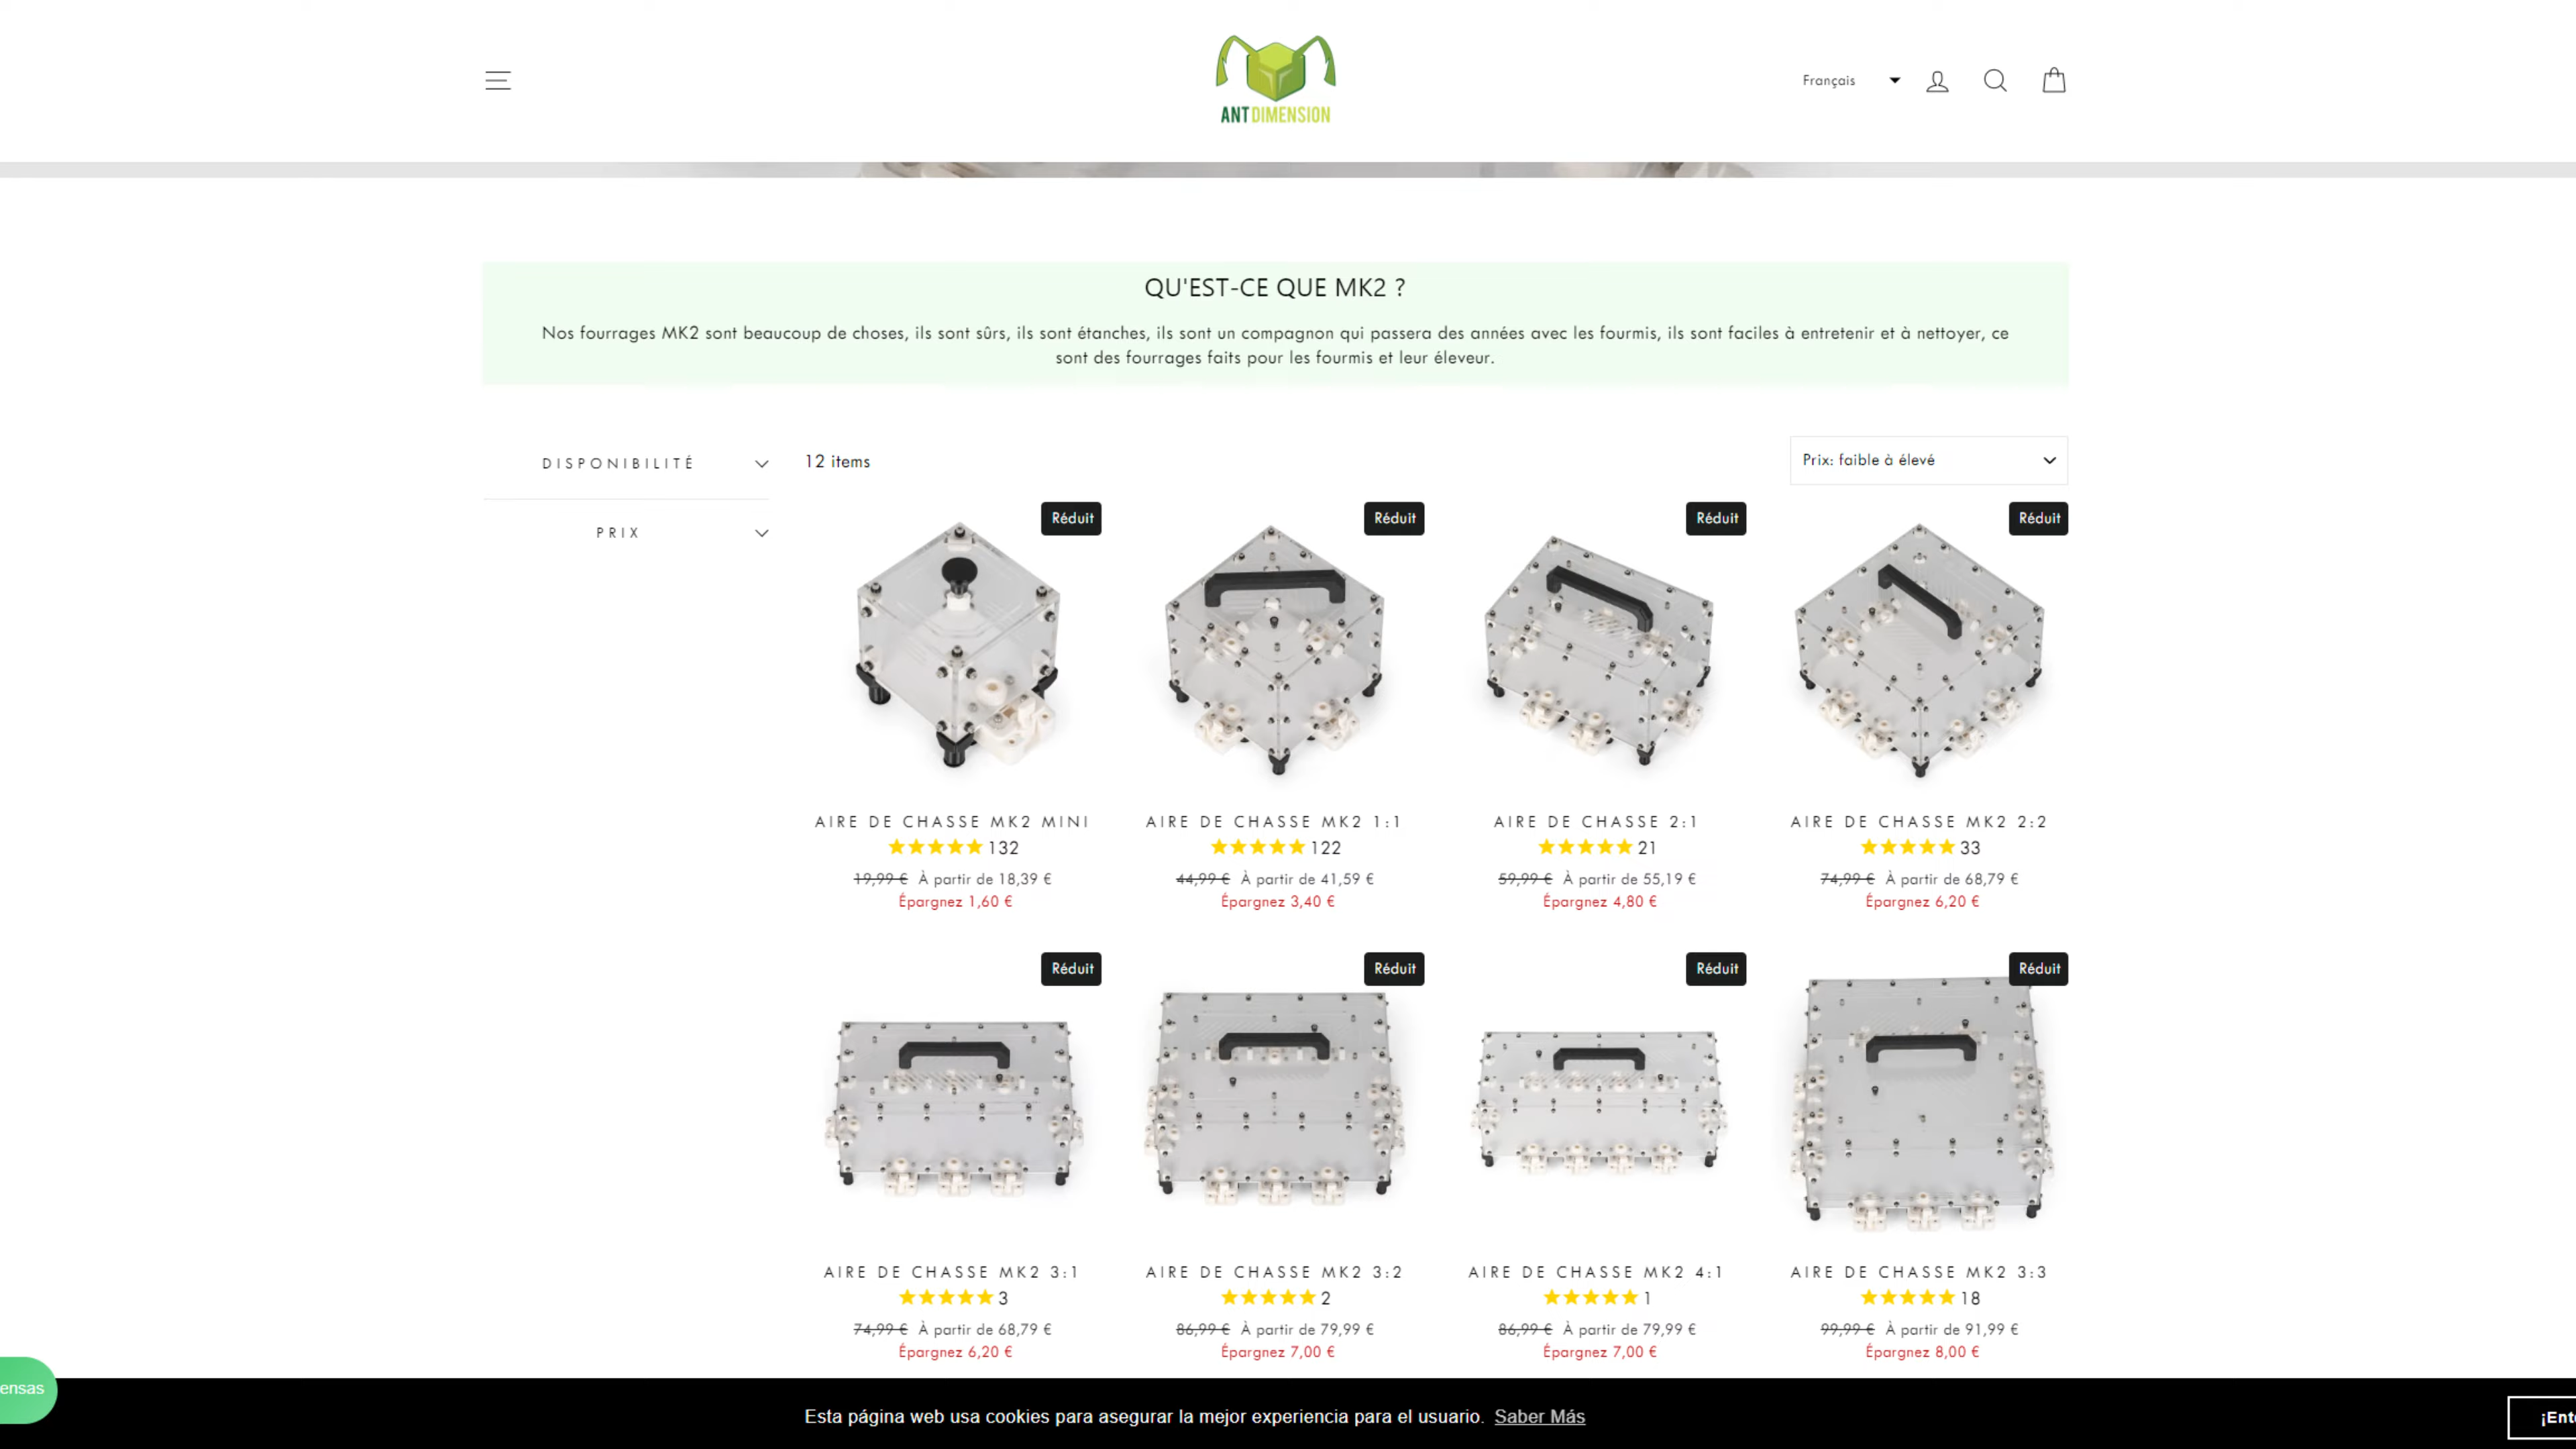 ANTDIMENSION
Français
QU'EST-CE QUE MK2 ?
Nos fourrages MK2 sont beaucoup de choses, ils sont sûrs, ils sont étanches, ils sont un compagnon qui passera des années avec les fourmis, ils sont faciles à entretenir et à nettoyer, ce
sont des fourrages faits pour les fourmis et leur éleveur.
DISPONIBILITÉ
PRIX
12 items
Prix: faible à élevé
Réduit
Réduit
Réduit
Réduit
AIRE DE CHASSE MK2 MINI
132
19,99 € À partir de 18,39 €
Épargnez 1,60 €
AIRE DE CHASSE MK2 1:1
122
44,99 € À partir de 41,59 €
Épargnez 3,40 €
AIRE DE CHASSE 2:1
21
59,99 € À partir de 55,19 €
Épargnez 4,80 €
AIRE DE CHASSE MK2 2:2
33
74,99 € À partir de 68,79 €
Épargnez 6,20 €
Réduit
Réduit
Réduit
Réduit
AIRE DE CHASSE MK2 3:1
3
74,99 € À partir de 68,79 €
Épargnez 6,20 €
AIRE DE CHASSE MK2 3:2
2
86,99 € À partir de 79,99 €
Épargnez 7,00 €
AIRE DE CHASSE MK2 4:1
1
86,99 € À partir de 79,99 €
Épargnez 7,00 €
AIRE DE CHASSE MK2 3:3
18
99,99 € À partir de 91,99 €
Épargnez 8,00 €
ensas
Esta página web usa cookies para asegurar la mejor experiencia para el usuario. Saber Más
¡Ent